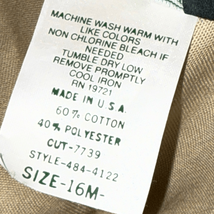 MACHINE WASH WARM WITH
LIKE COLORS
NON CHLORINE BLEACH IF
NEEDED
TUMBLE DRY LOW
REMOVE PROMPTLY
COOL IRON
RN 19721
MADE IN U.S.A.
60% COTTON
40% POLYESTER
CUT-7739
STYLE-484-4122
SIZE-16M-